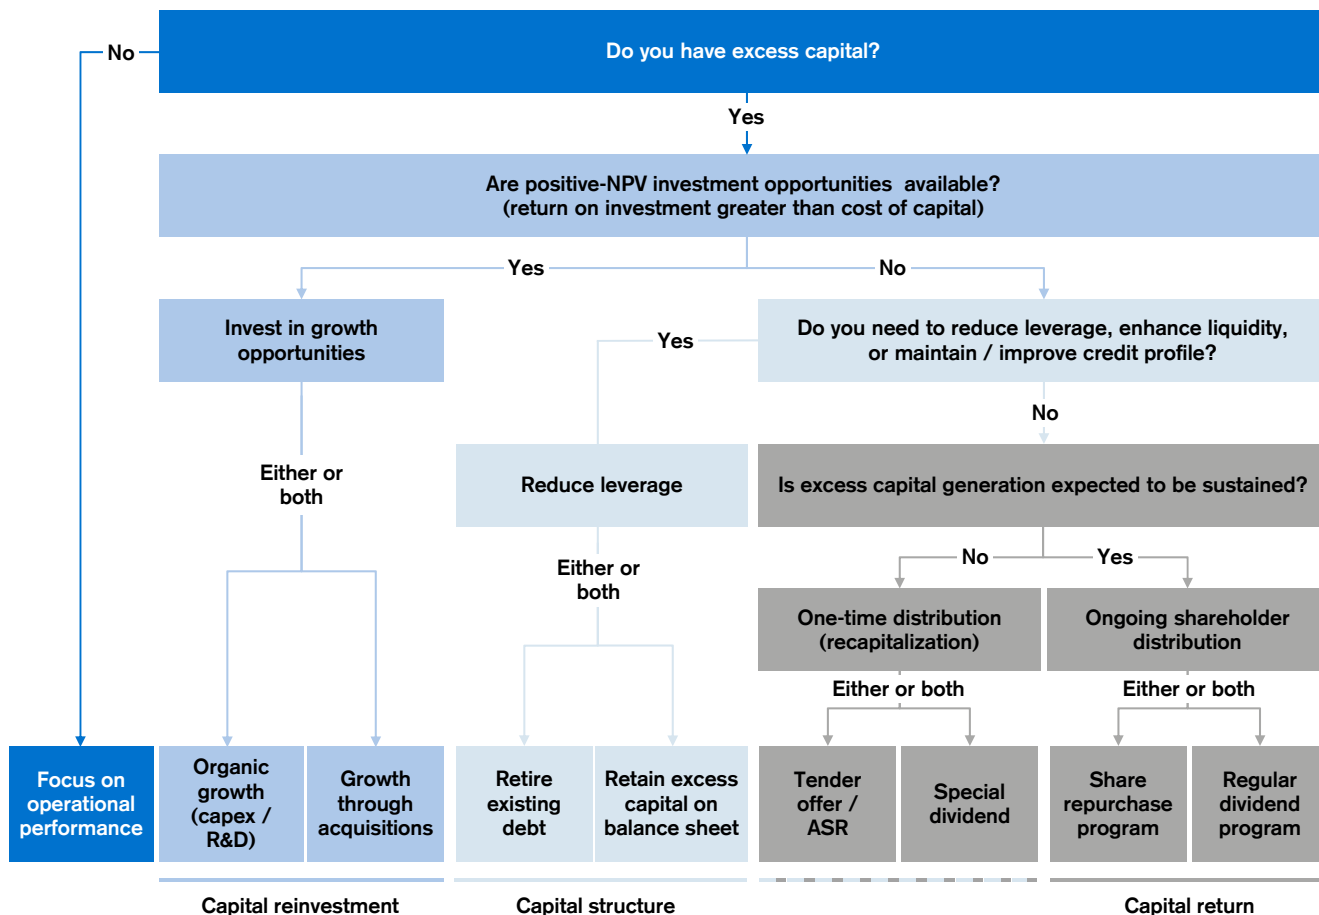 No
Do you have excess capital?
Yes
Are positive-NPV investment opportunities available?
(return on investment greater than cost of capital)
Yes
No
Invest in growth
opportunities
Yes
Do you need to reduce leverage, enhance liquidity,
or maintain / improve credit profile?
No
Either or
both
Reduce leverage
Is excess capital generation expected to be sustained?
Either or
both
No
Yes
One-time distribution
(recapitalization)
Ongoing shareholder
distribution
Either or both
Either or both
Focus on
operational
performance
Organic
growth
(capex /
R&D)
Growth
through
acquisitions
Retire
existing
debt
Retain excess
capital on
balance sheet
Tender
offer /
ASR
Special
dividend
Share
repurchase
program
Regular
dividend
program
Capital reinvestment
Capital structure
Capital return